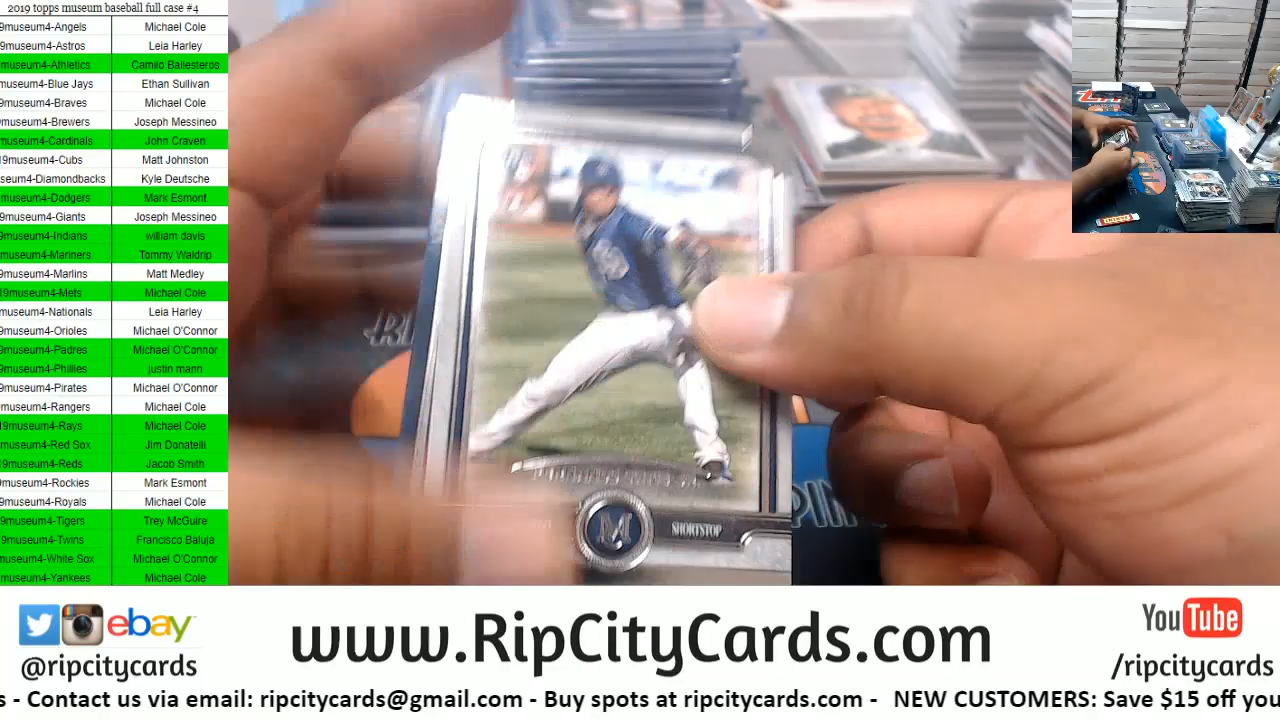 2019 topps museum baseball full case #4
9museum4-Angels Michael Cole
9museum4-Astros Leia Harley
museum4-Athletics Camilo Ballesteros
museum4-Blue Jays Ethan Sullivan
9museum4-Braves Michael Cole
9museum4-Brewers Joseph Messineo
museum4-Cardinals John Craven
19museum4-Cubs Matt Johnston
seum4-Diamondbacks Kyle Deutsche
9museum4-Dodgers Mark Esmont
9museum4-Giants Joseph Messineo
9museum4-Indians william davis
9museum4-Mariners Tommy Waldrip
9museum4-Marlins Matt Medley
19museum4-Mets Michael Cole
museum4-Nationals Leia Harley
9museum4-Orioles Michael O'Connor
9museum4-Padres Michael O'Connor
9museum4-Phillies justin mann
9museum4-Pirates Michael O'Connor
museum4-Rangers Michael Cole
19museum4-Rays Michael Cole
museum4-Red Sox Jim Donatelli
19museum4-Reds Jacob Smith
museum4-Rockies Mark Esmont
9museum4-Royals Michael Cole
9museum4-Tigers Trey McGuire
9museum4-Twins Francisco Baluja
museum4-White Sox Michael O'Connor
museum4-Yankees Michael Cole
M
SHORTSTOP
ebay
@ripcitycards
www.RipCityCards.com
YouTube
/ripcitycards
s - Contact us via email: ripcitycards@gmail.com - Buy spots at ripcitycards.com - NEW CUSTOMERS: Save $15 off you